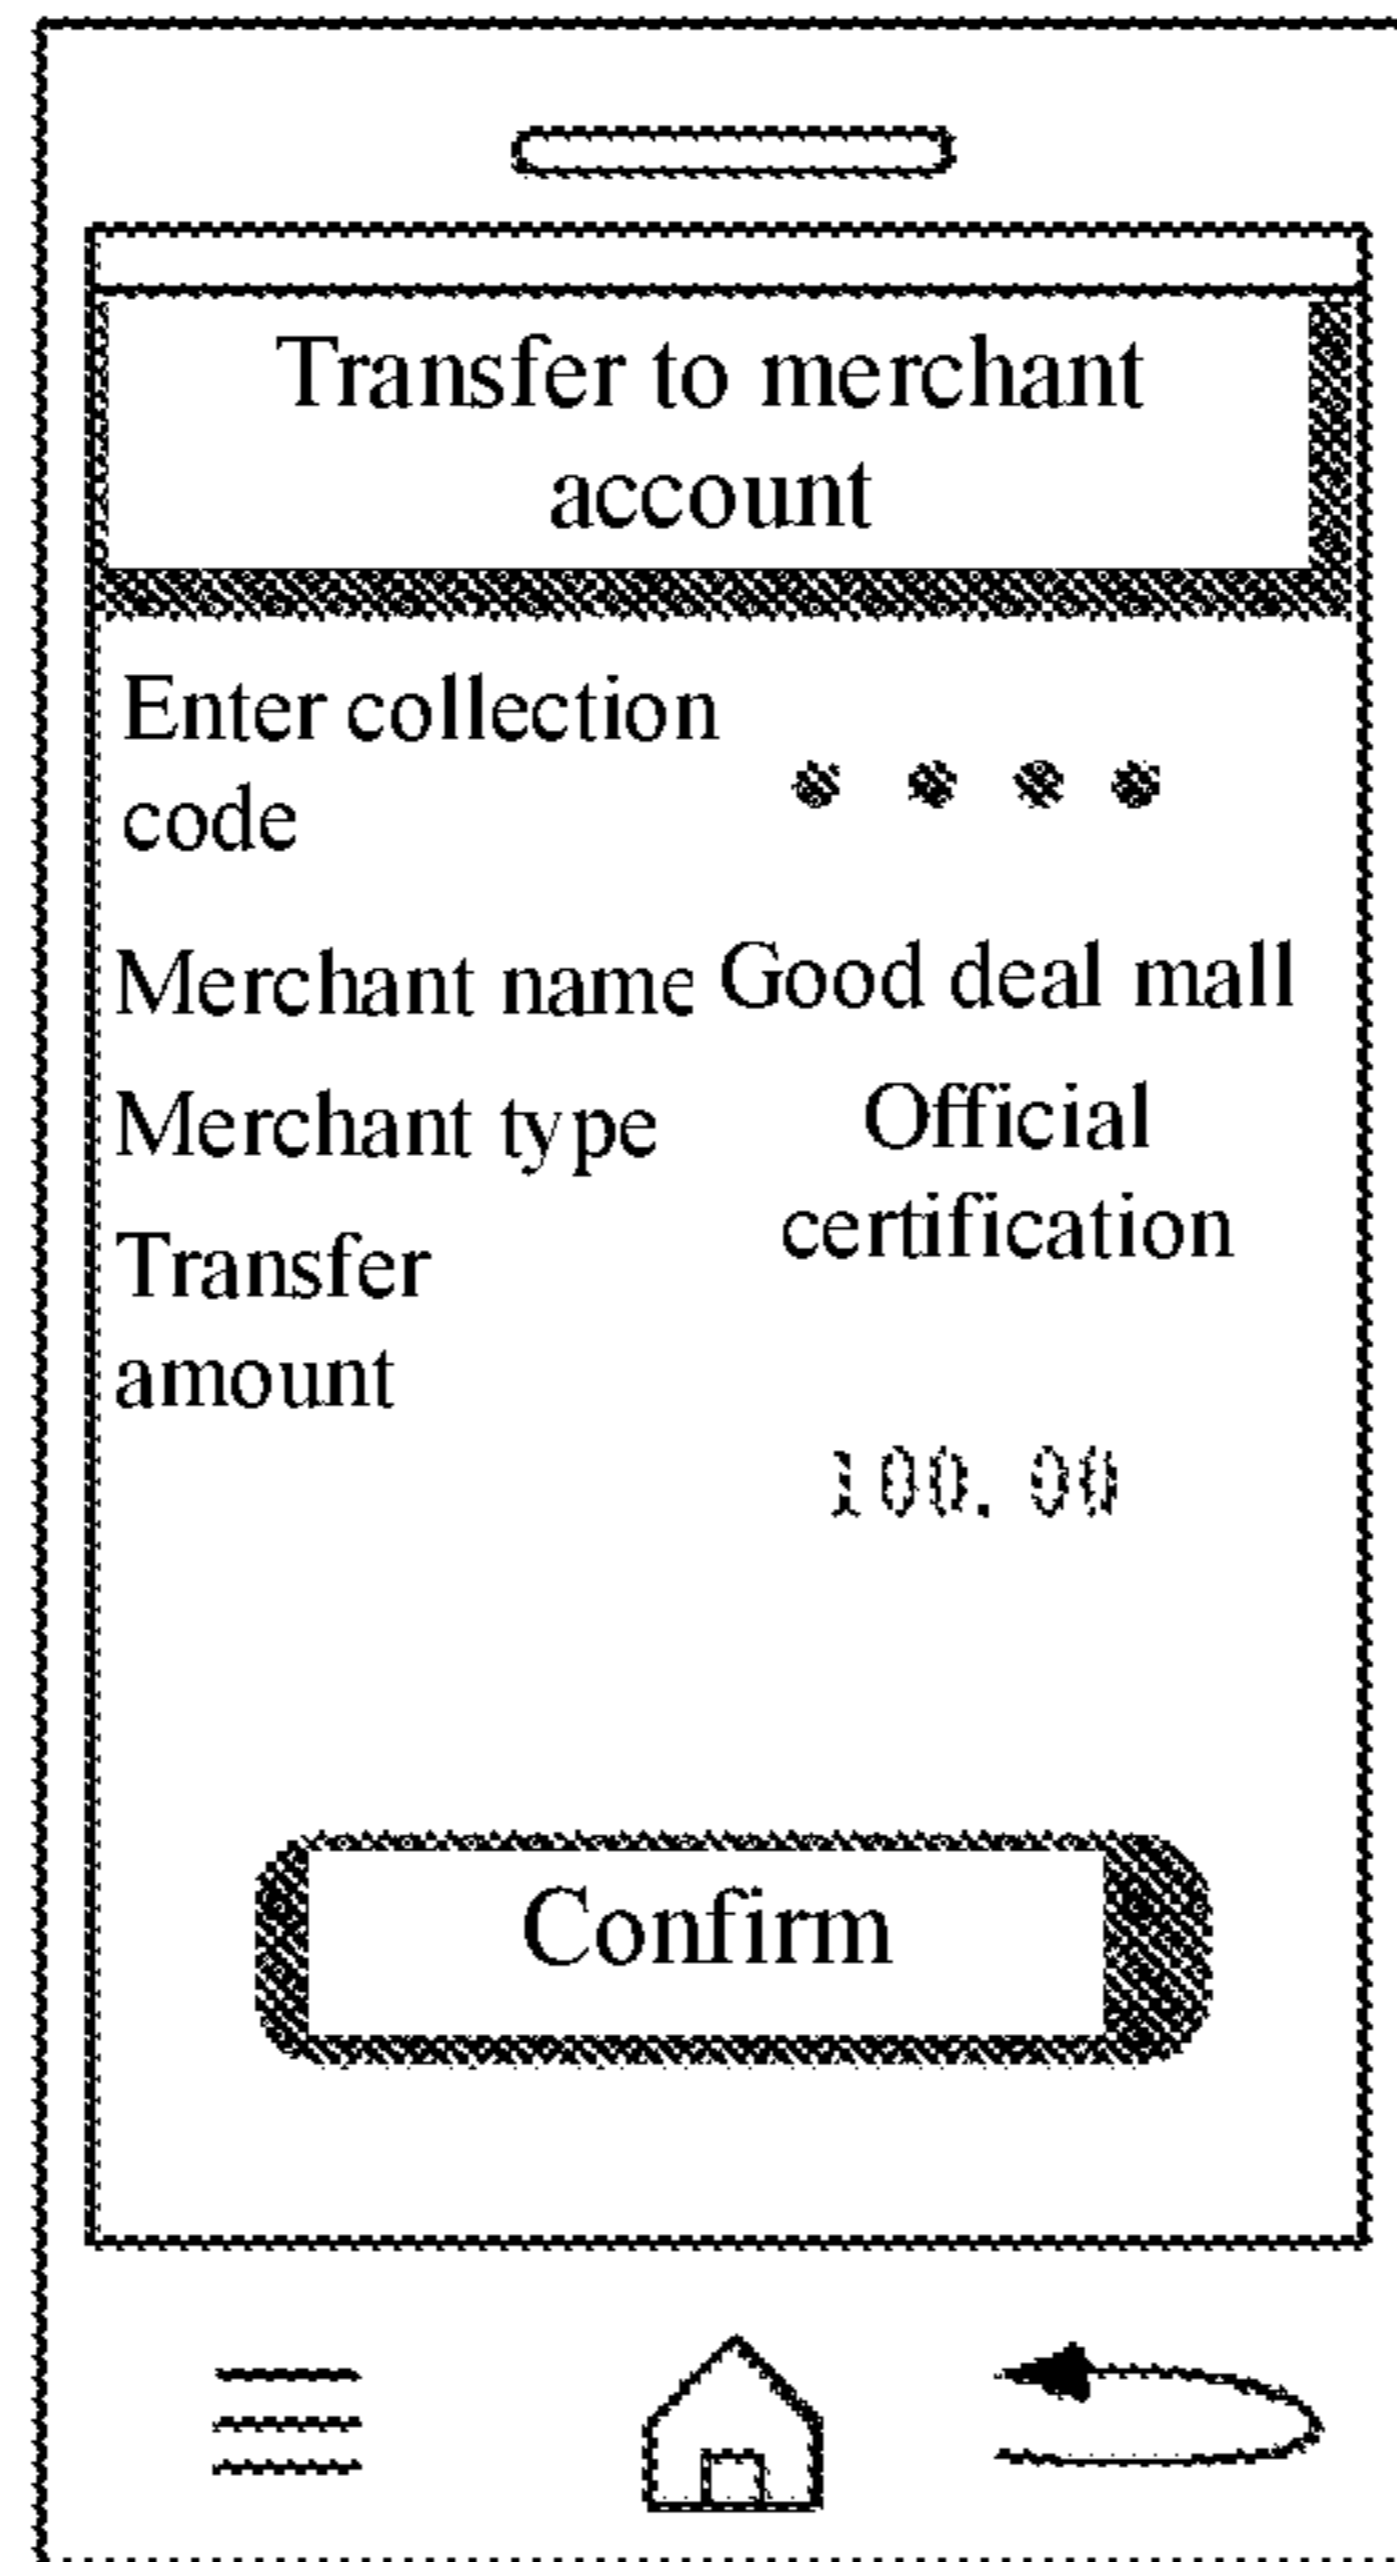 Transfer to merchant
account
Enter collection
code
Merchant name Good deal mall
Merchant type
Official
certification
Transfer
amount
100.00
Confirm